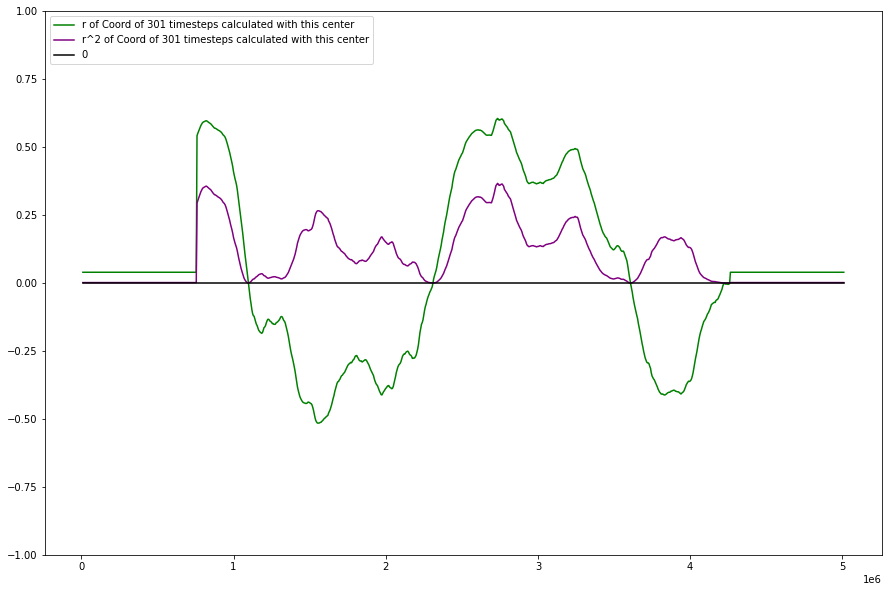 1.00
0.75
0.50
0.25
0.00
−0.25
−0.50
−0.75
−1.00
r of Coord of 301 timesteps calculated with this center
r^2 of Coord of 301 timesteps calculated with this center
0
0 1 2 3 4 5
1e6